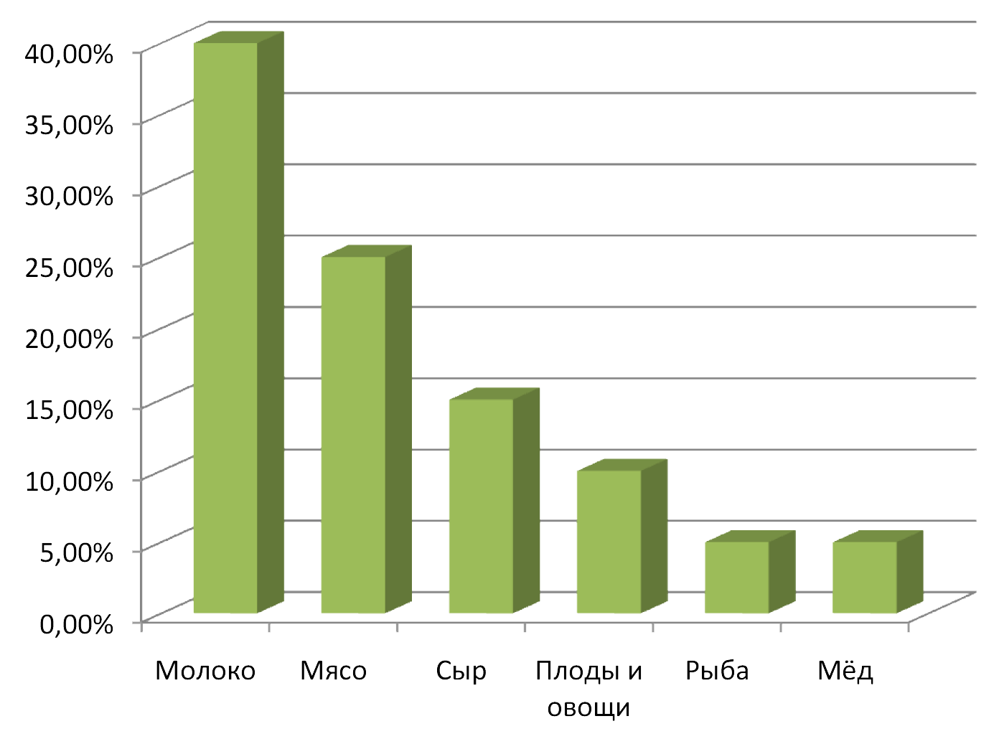 40,00%
35,00%
30,00%
25,00%
20,00%
15,00%
10,00%
5,00%
0,00%
Молоко
Мясо
Сыр
Плоды и
овощи
Рыба
Мёд